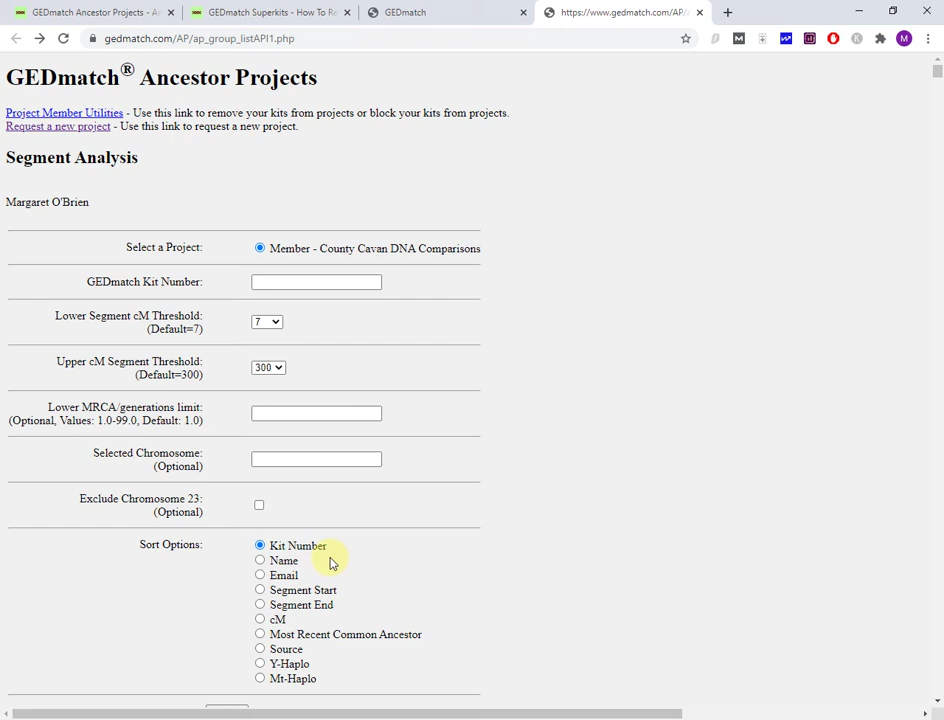 GEDmatch Ancestor Projects - An
GEDmatch Superkits - How To Re
GEDmatch
https://www.gedmatch.com/AP/a
gedmatch.com/AP/ap_group_listAPI1.php
GEDmatch® Ancestor Projects
Project Member Utilities - Use this link to remove your kits from projects or block your kits from projects.
Request a new project - Use this link to request a new project.
Segment Analysis
Margaret O'Brien
Select a Project: Member - County Cavan DNA Comparisons
GEDmatch Kit Number:
Lower Segment cM Threshold: 7
(Default=7)
Upper cM Segment Threshold: 300
(Default=300)
Lower MRCA/generations limit:
(Optional, Values: 1.0-99.0, Default: 1.0)
Selected Chromosome:
(Optional)
Exclude Chromosome 23:
(Optional)
Sort Options: Kit Number
Name
Email
Segment Start
Segment End
cM
Most Recent Common Ancestor
Source
Y-Haplo
Mt-Haplo